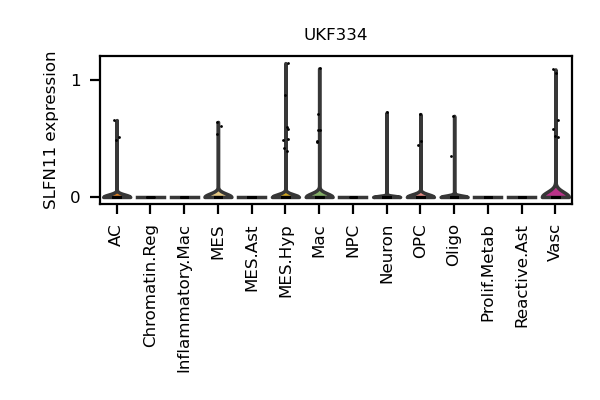 UKF334
SLFN11 expression
1
0
AC
Chromatin.Reg
Inflammatory.Mac
MES
MES.Ast
MES.Hyp
Mac
NPC
Neuron
OPC
Oligo
Prolif.Metab
Reactive.Ast
Vasc